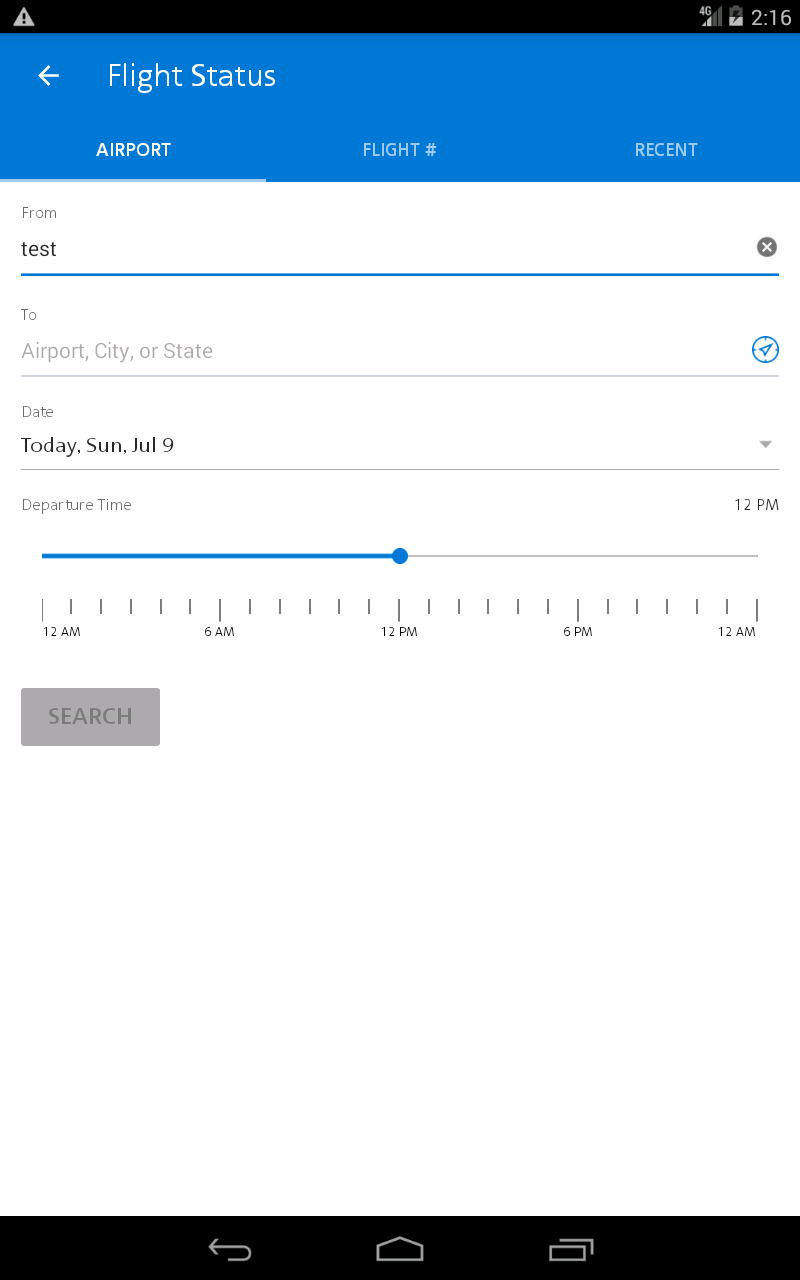 4G 2:16
Flight Status
AIRPORT FLIGHT # RECENT
From
test
To
Airport, City, or State
Date
Today, Sun, Jul 9
Departure Time 12 PM
12 AM 6 AM 12 PM 6 PM 12 AM
SEARCH